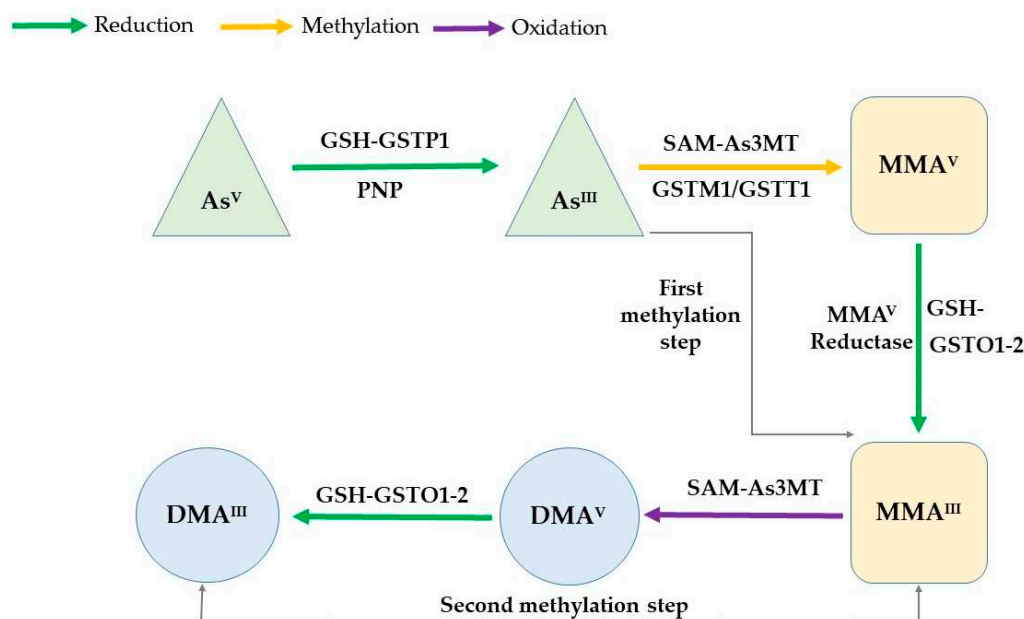 Reduction
Methylation
Oxidation
GSH-GSTP1
PNP
SAM-As3MT
GSTM1/GSTT1
Asⱽ
Asᴵᴵᴵ
MMAⱽ
First
methylation
step
MMAⱽ
Reductase
GSH-
GSTO1-2
GSH-GSTO1-2
SAM-As3MT
DMAᴵᴵᴵ
DMAⱽ
MMAᴵᴵᴵ
Second methylation step